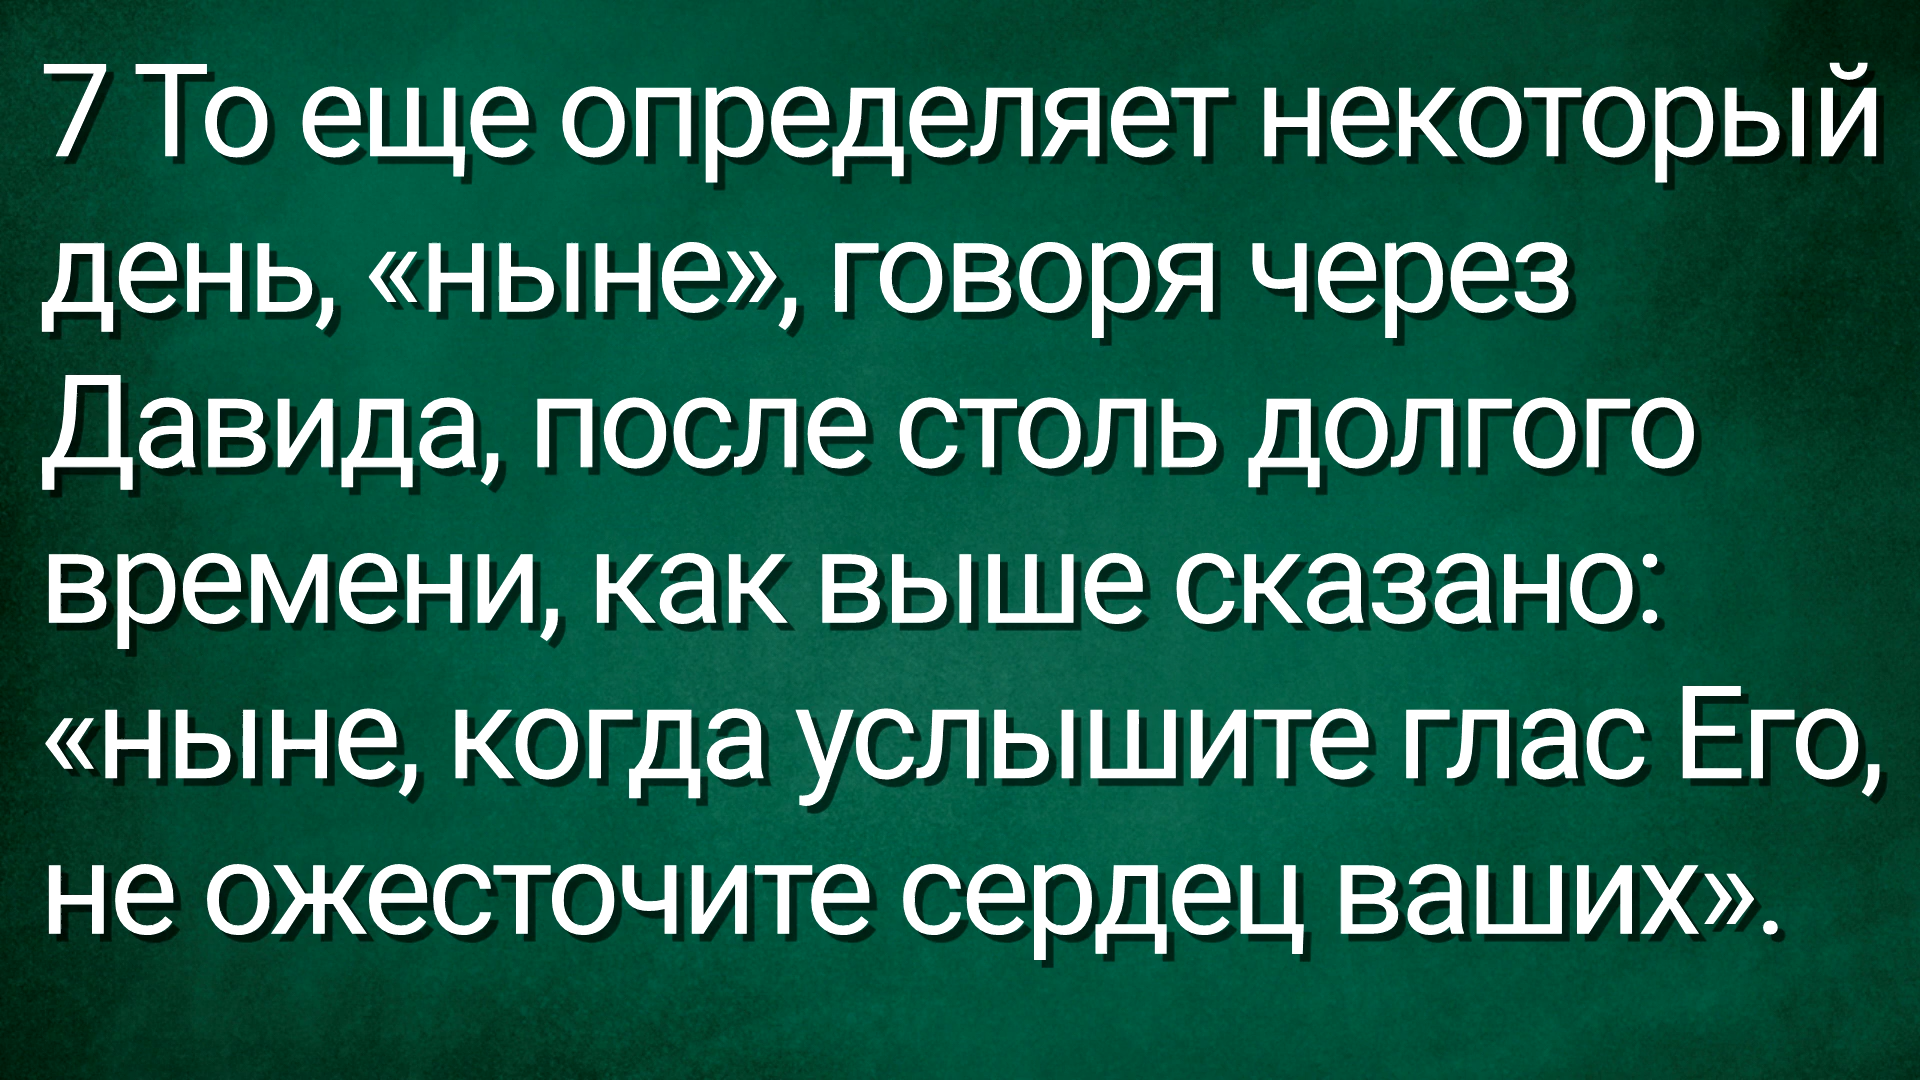 7 То еще определяет некоторый
день, «ныне», говоря через
Давида, после столь долгого
времени, как выше сказано:
«ныне, когда услышите глас Его,
не ожесточите сердец ваших».